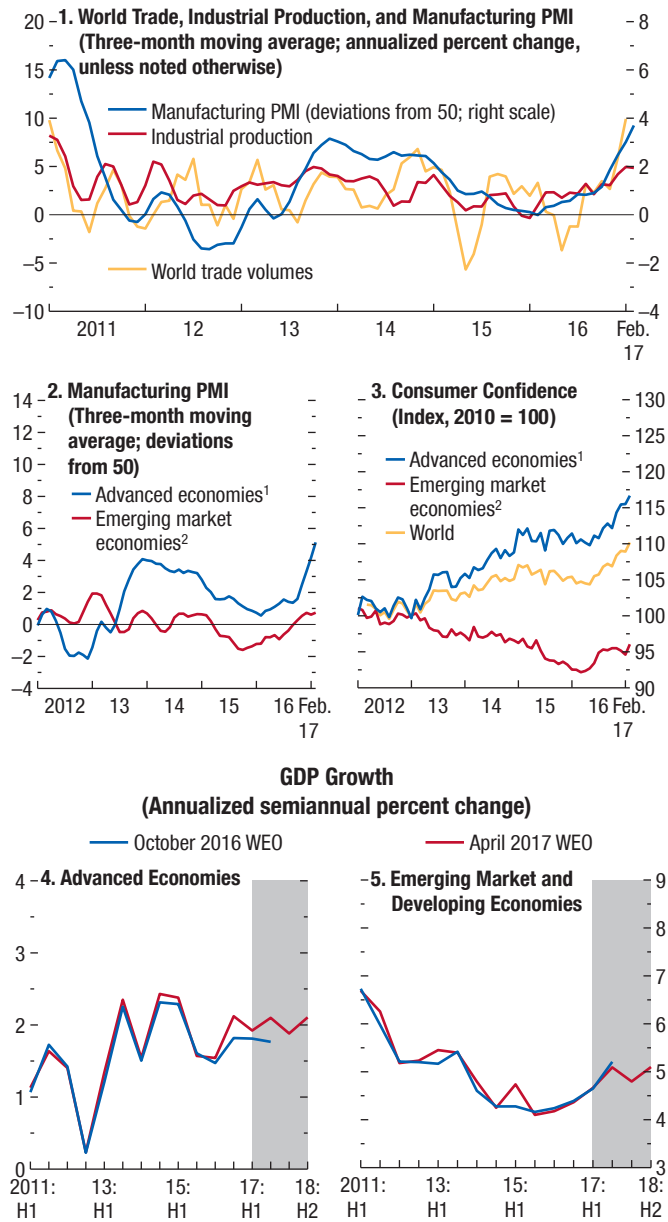 1. World Trade, Industrial Production, and Manufacturing PMI
(Three-month moving average; annualized percent change,
unless noted otherwise)
Manufacturing PMI (deviations from 50; right scale)
Industrial production
World trade volumes
20
15
10
5
0
–5
–10
8
6
4
2
0
–2
–4
2011 12 13 14 15 16 Feb.
17
2. Manufacturing PMI
(Three-month moving
average; deviations
from 50)
Advanced economies¹
Emerging market
economies²
14
12
10
8
6
4
2
0
–2
–4
2012 13 14 15 16 Feb.
17
3. Consumer Confidence
(Index, 2010 = 100)
Advanced economies¹
Emerging market
economies²
World
130
125
120
115
110
105
100
95
90
2012 13 14 15 16 Feb.
17
GDP Growth
(Annualized semiannual percent change)
October 2016 WEO
April 2017 WEO
4. Advanced Economies
4
3
2
1
0
2011: 13: 15: 17: 18:
H1 H1 H1 H1 H2
5. Emerging Market and
Developing Economies
9
8
7
6
5
4
3
2011: 13: 15: 17: 18:
H1 H1 H1 H1 H2